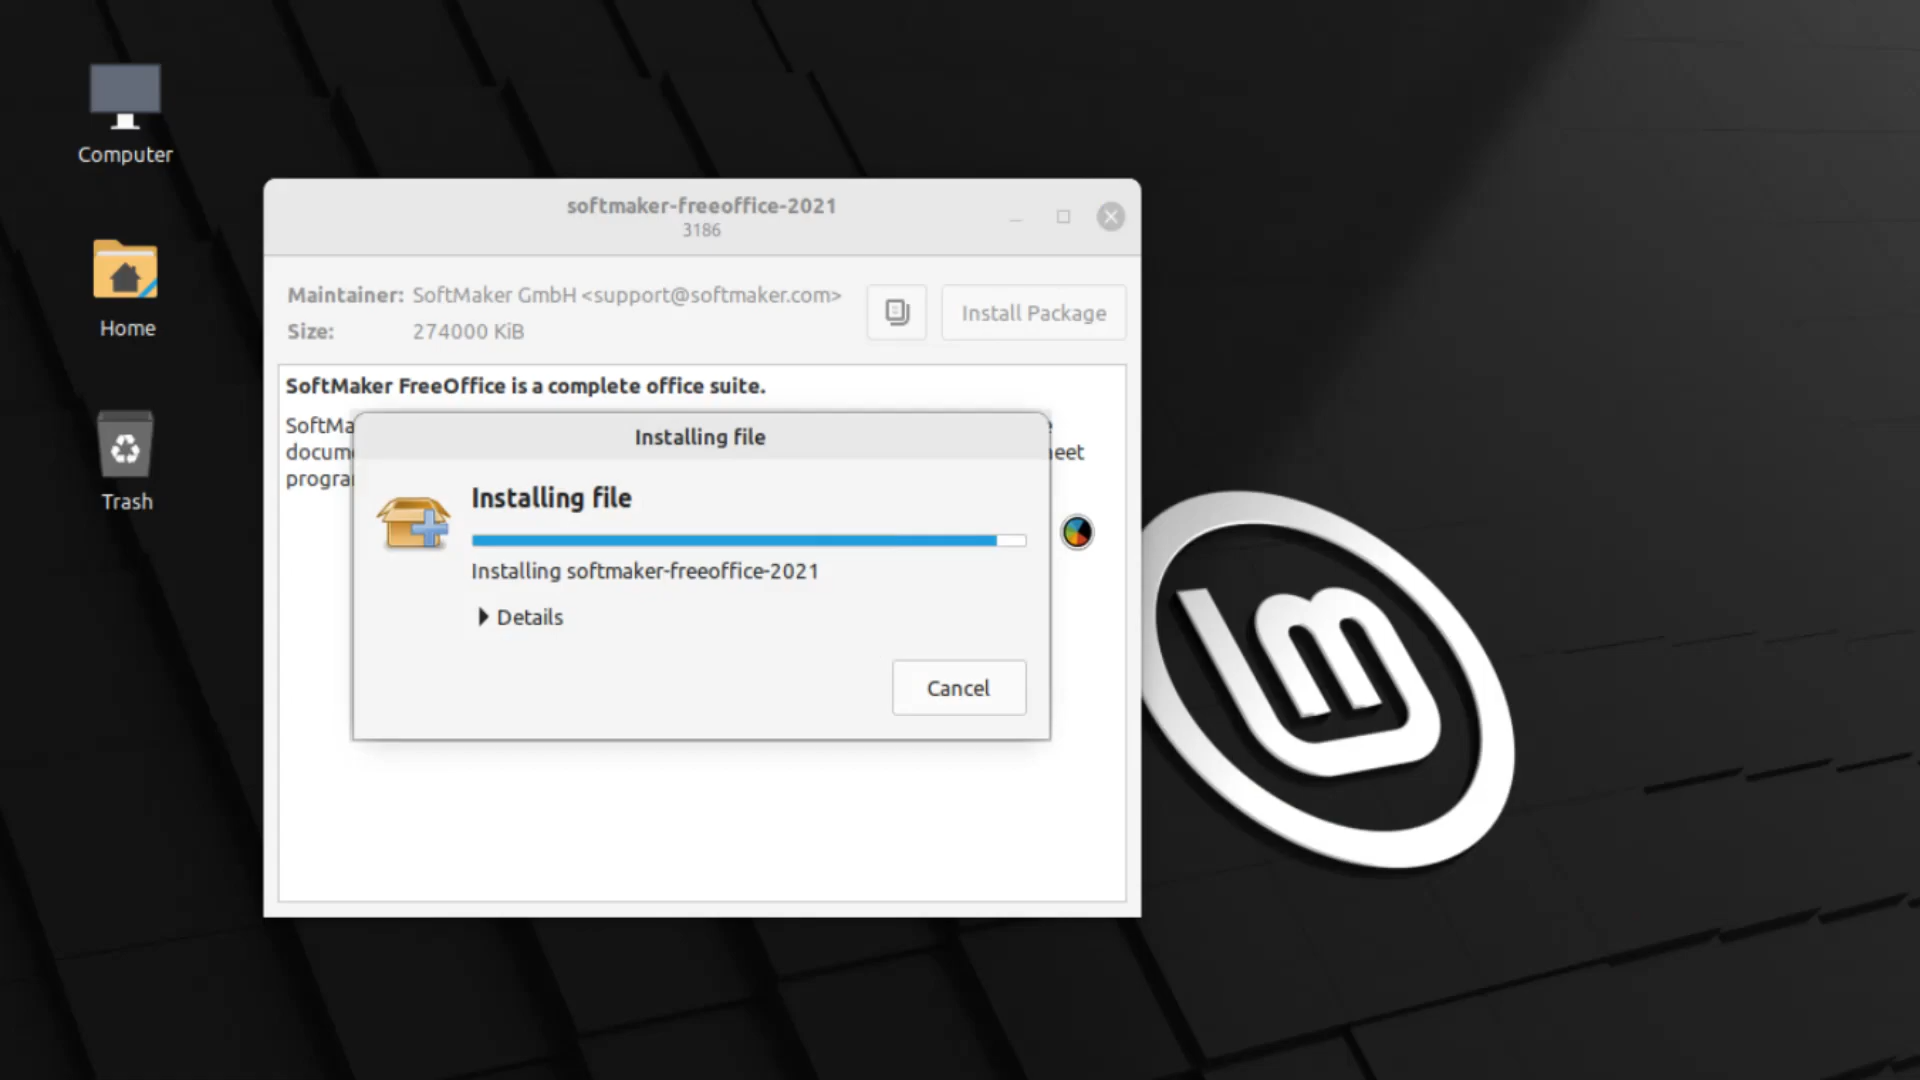 Computer
Home
Trash
softmaker-freeoffice-2021
3186
Maintainer: SoftMaker GmbH <support@softmaker.com>
Size: 274000 KiB
Install Package
SoftMaker FreeOffice is a complete office suite.
SoftMa
docum eet
progra
Installing file
Installing file
Installing softmaker-freeoffice-2021
Details
Cancel
lm